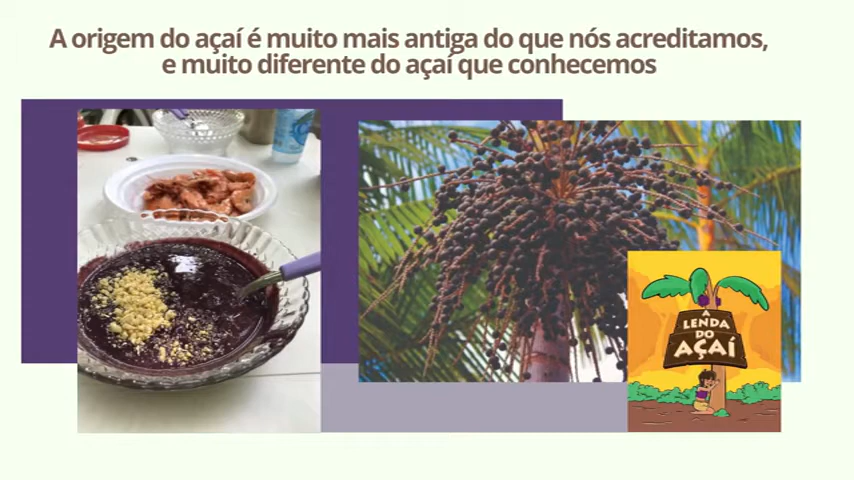 A origem do açaí é muito mais antiga do que nós acreditamos,
e muito diferente do açaí que conhecemos
A
LENDA
DO
AÇAÍ